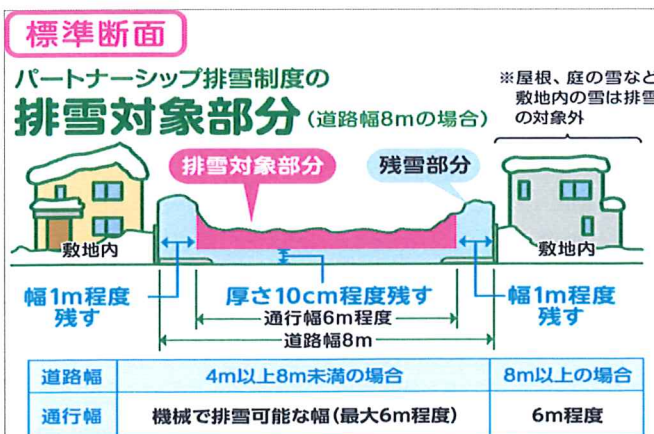 標準断面
パートナーシップ排雪制度の
排雪対象部分(道路幅8mの場合)
※屋根、庭の雪など
敷地内の雪は排雪
の対象外
排雪対象部分
残雪部分
敷地内
敷地内
幅1m程度
残す
厚さ10cm程度残す
幅1m程度
残す
通行幅6m程度
道路幅8m
道路幅 4m以上8m未満の場合 8m以上の場合
通行幅 機械で排雪可能な幅(最大6m程度) 6m程度